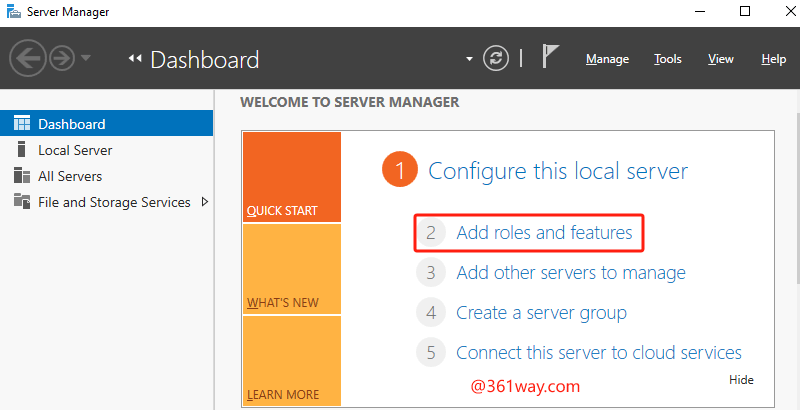 Server Manager
Dashboard
Manage Tools View Help
Dashboard
Local Server
All Servers
File and Storage Services
WELCOME TO SERVER MANAGER
QUICK START
WHAT'S NEW
LEARN MORE
1 Configure this local server
2 Add roles and features
3 Add other servers to manage
4 Create a server group
5 Connect this server to cloud services
Hide
@361way.com